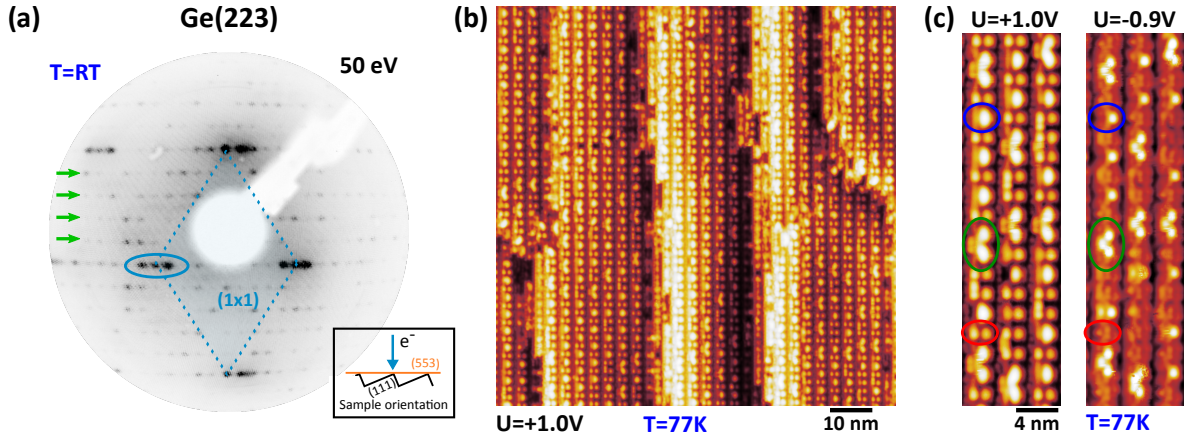 (a)
Ge(223)
T=RT
50 eV
(1x1)
e⁻
(553)
(111)
Sample orientation
(b)
U=+1.0V
T=77K
10 nm
(c)
U=+1.0V
U=-0.9V
4 nm
T=77K